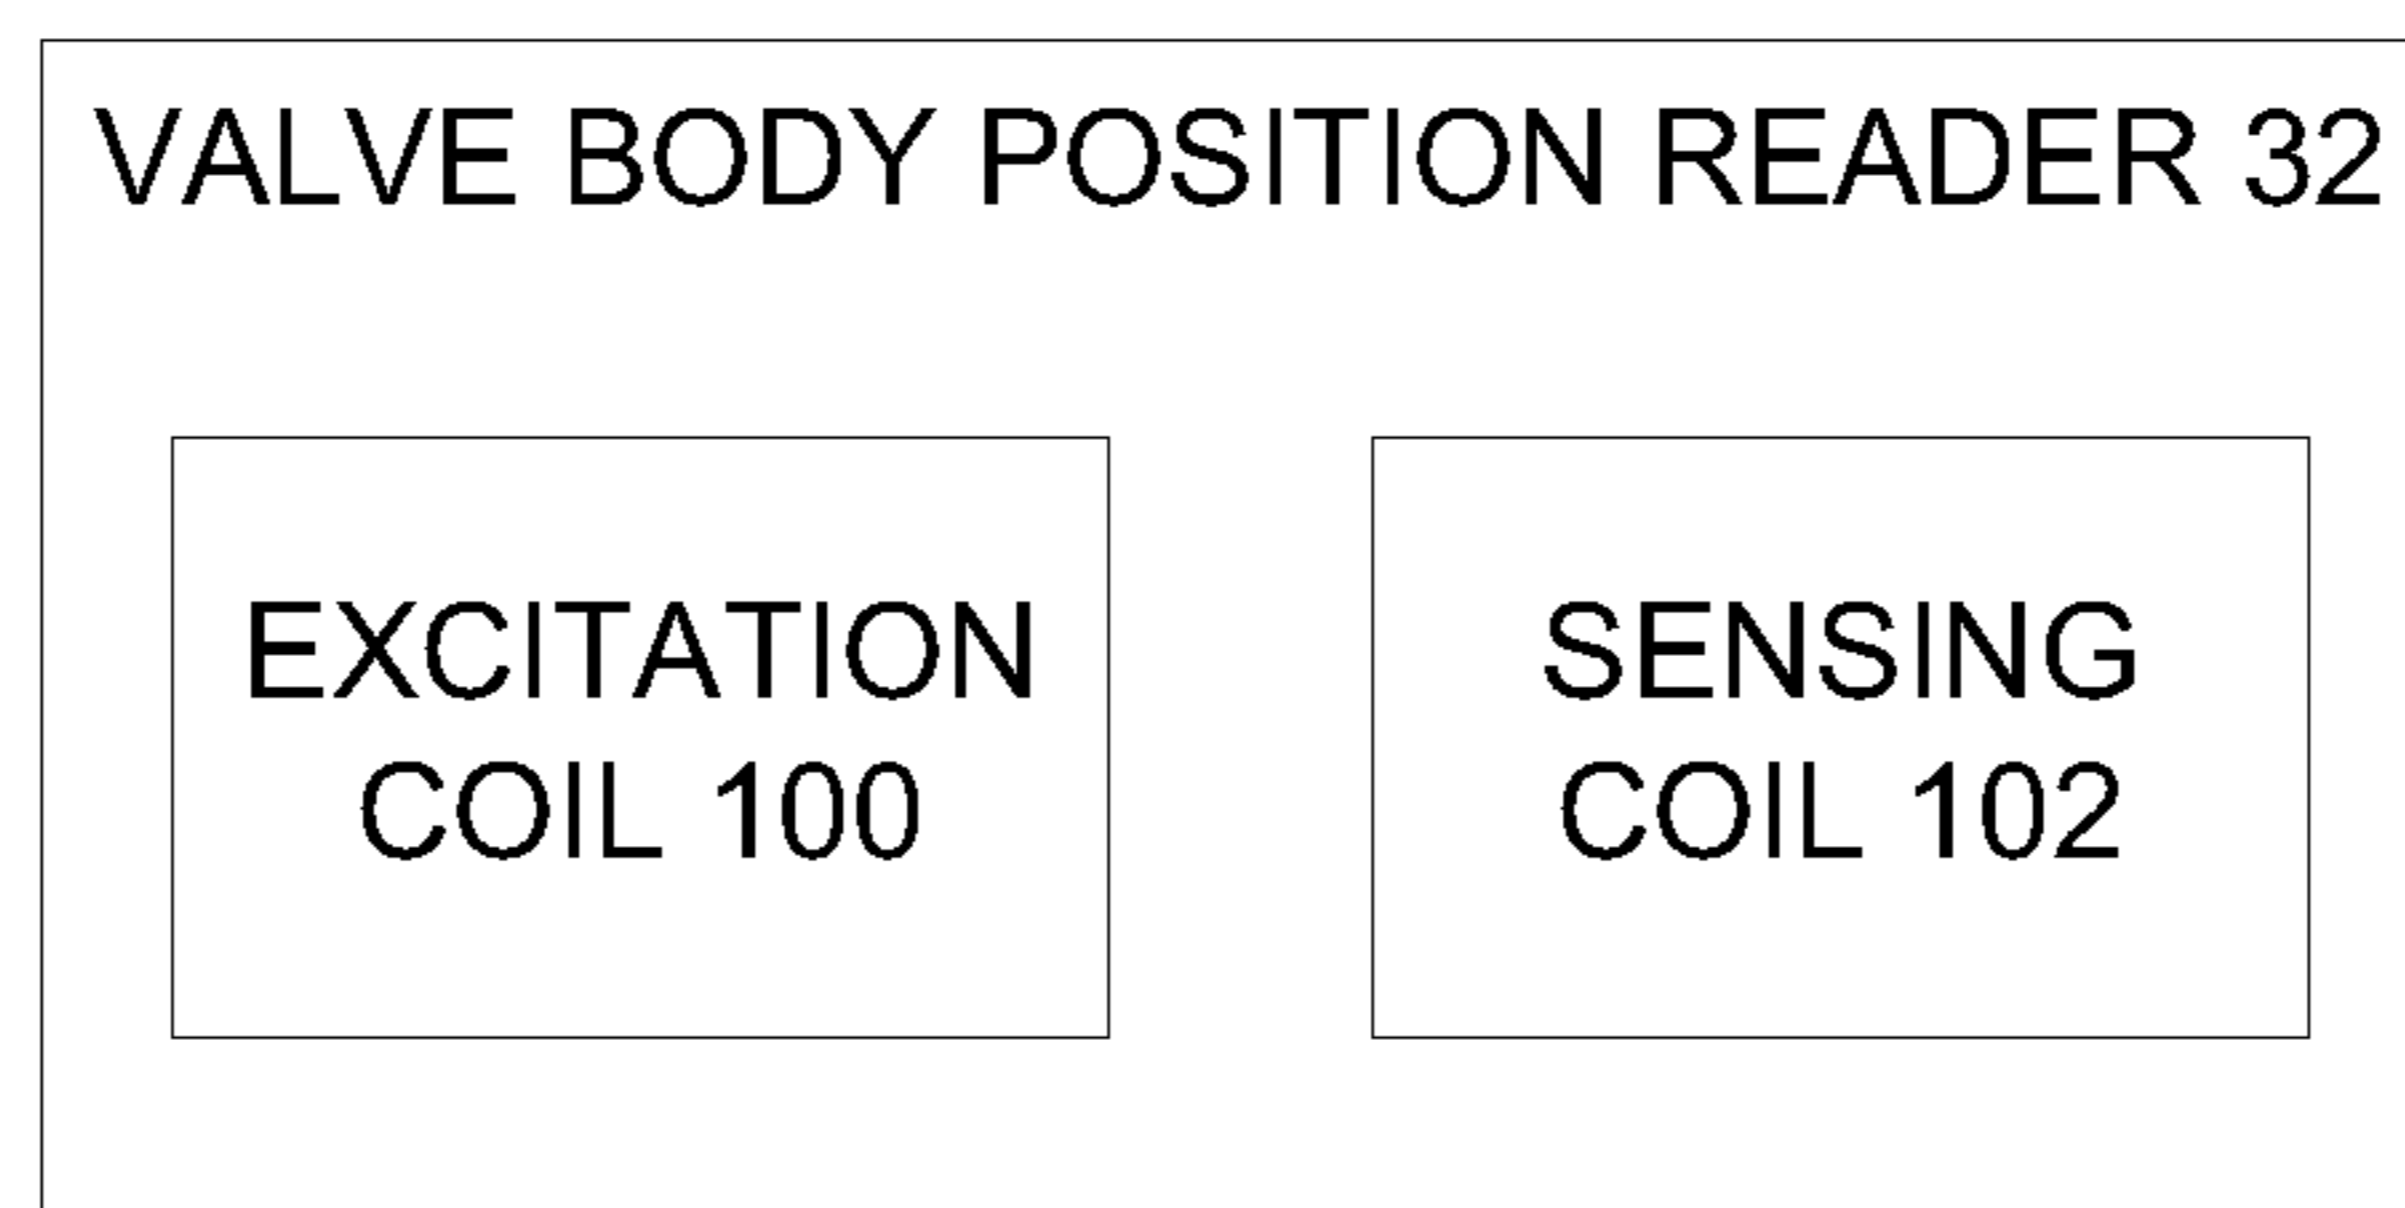 VALVE BODY POSITION READER 32
EXCITATION
COIL 100
SENSING
COIL 102